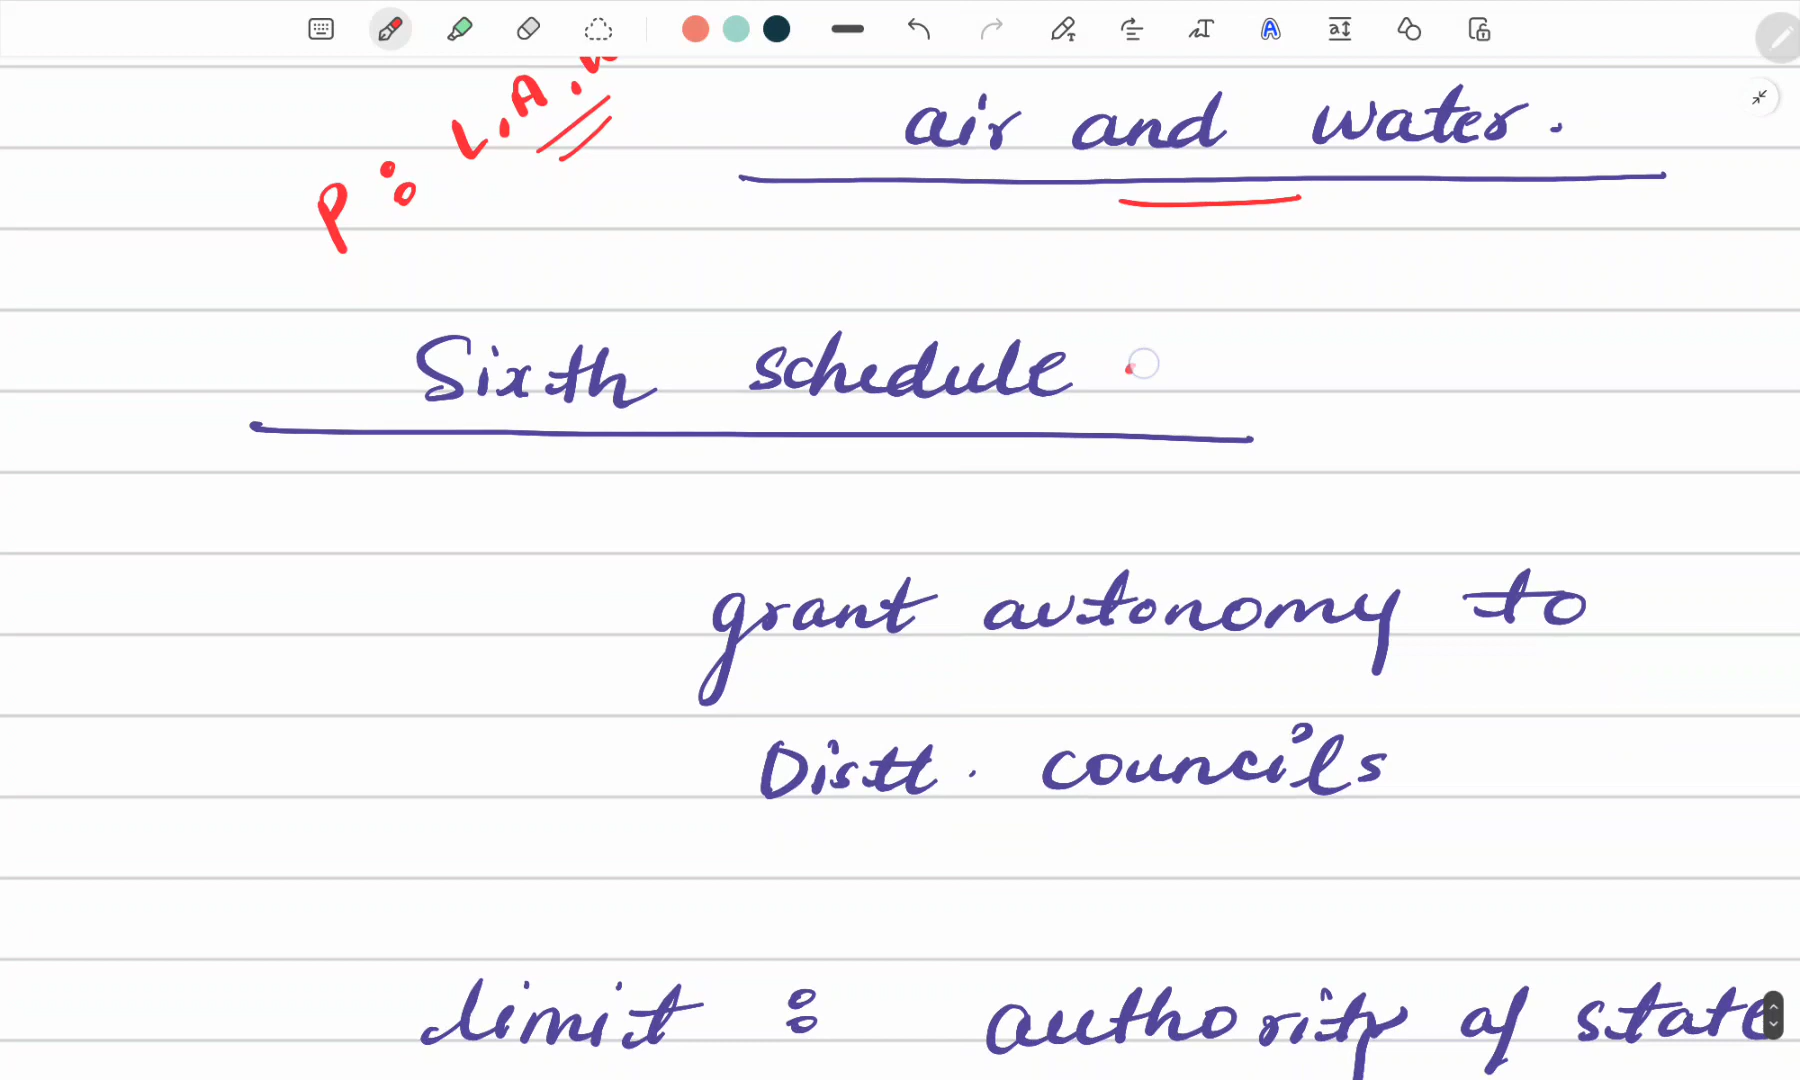 air and water.
P: L.A.
Sixth schedule
grant autonomy to
Distt. councils
limit : authority of state